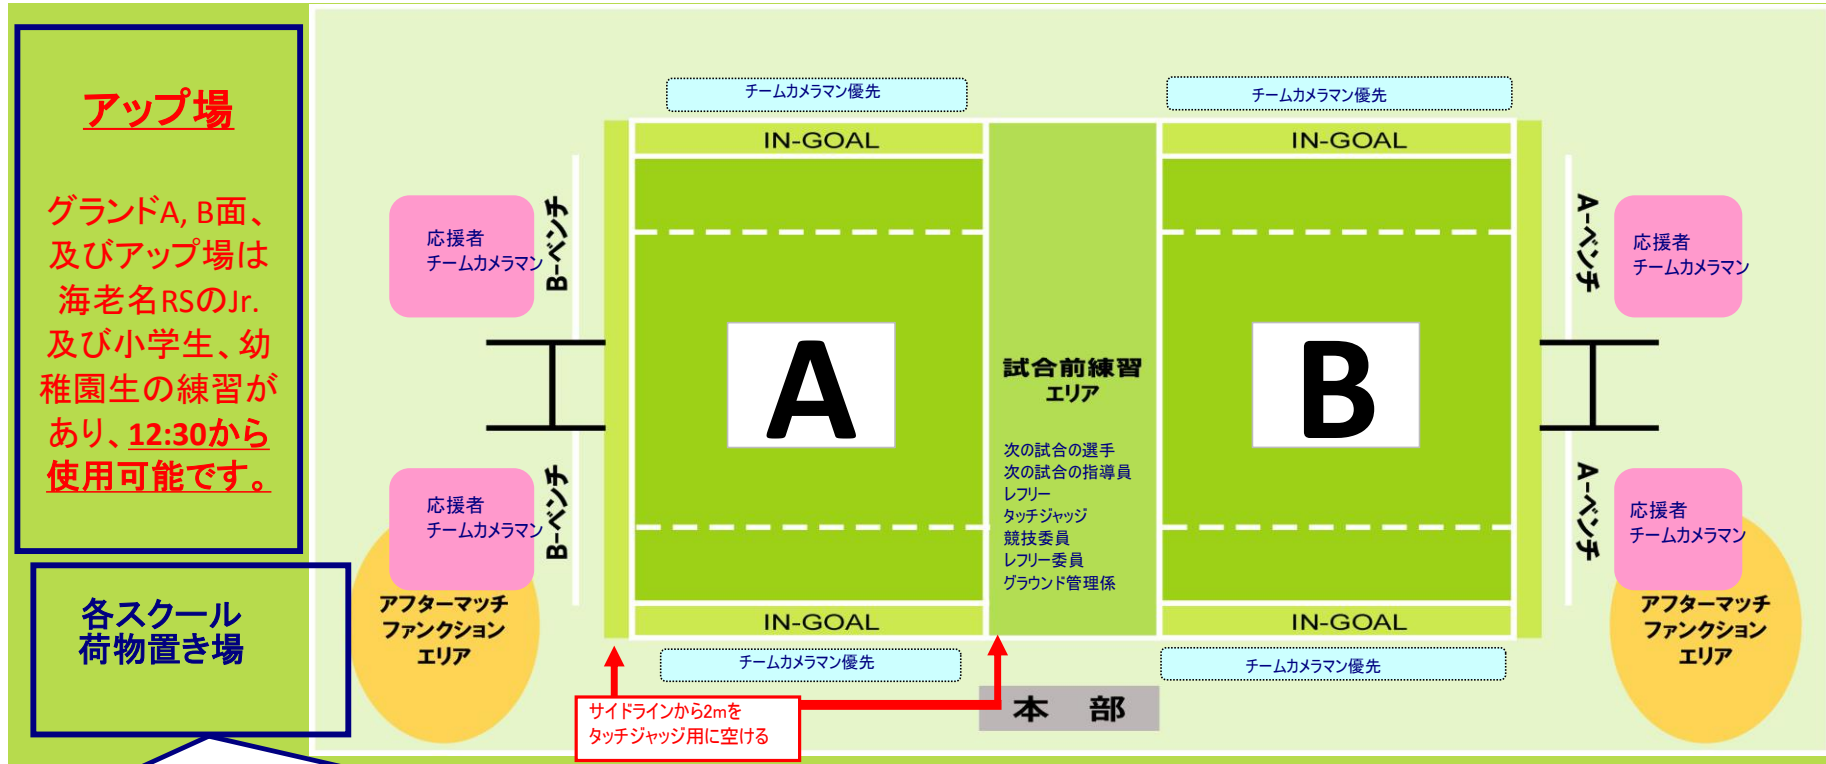 アップ場
グランドA, B面、
及びアップ場は
海老名RSのJr.
及び小学生、幼
稚園生の練習が
あり、12:30から
使用可能です。
各スクール
荷物置き場
チームカメラマン優先
チームカメラマン優先
IN-GOAL
IN-GOAL
応援者
チームカメラマン
B-ベンチ
A-ベンチ
応援者
チームカメラマン
A
試合前練習
エリア
B
次の試合の選手
次の試合の指導員
レフリー
タッチジャッジ
競技委員
レフリー委員
グラウンド管理係
応援者
チームカメラマン
B-ベンチ
A-ベンチ
応援者
チームカメラマン
アフターマッチ
ファンクション
エリア
IN-GOAL
IN-GOAL
アフターマッチ
ファンクション
エリア
チームカメラマン優先
チームカメラマン優先
サイドラインから2mを
タッチジャッジ用に空ける
本 部